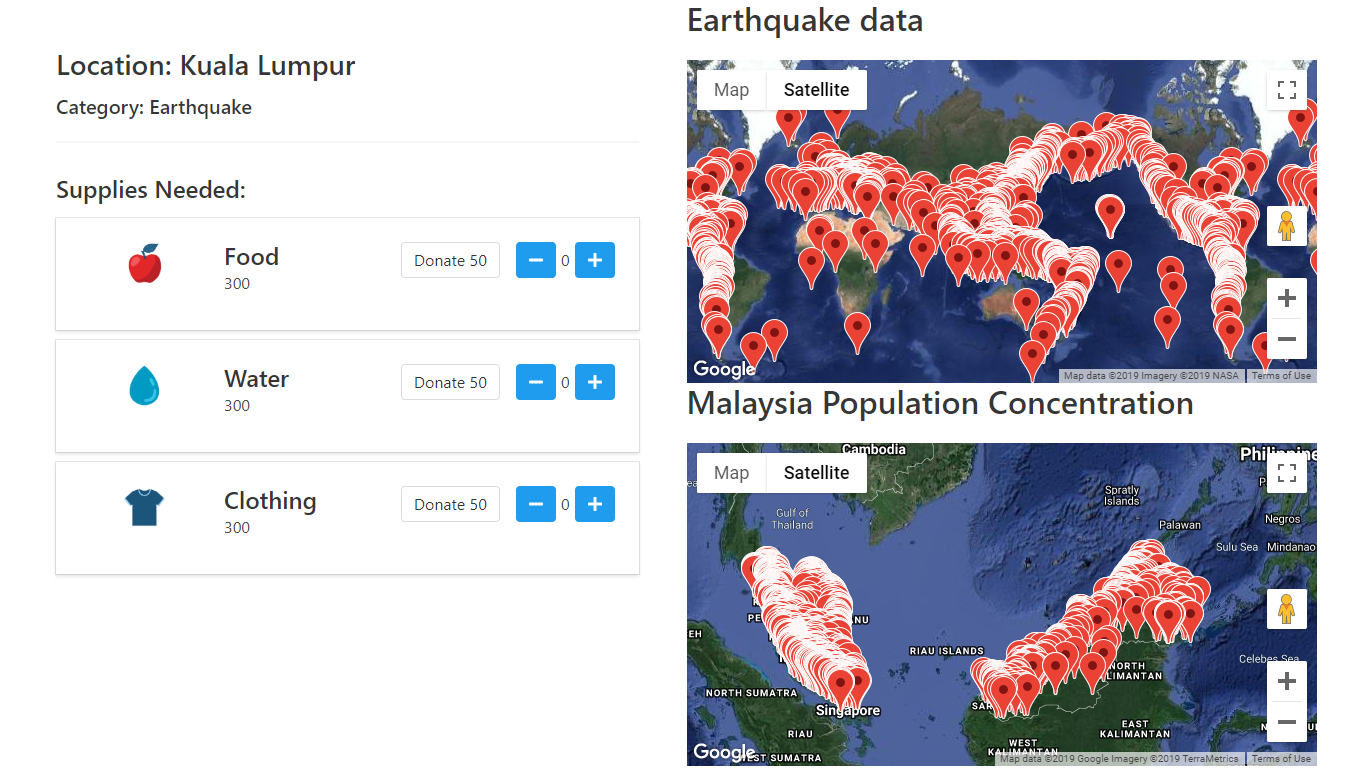 Location: Kuala Lumpur
Category: Earthquake
Supplies Needed:
Food
300
Donate 50
0
Water
300
Donate 50
0
Clothing
300
Donate 50
0
Earthquake data
Map
Satellite
Google
Map data ©2019 Imagery ©2019 NASA
Terms of Use
Malaysia Population Concentration
Map
Satellite
Cambodia
Philippine
Gulf of
Thailand
Spratly
Islands
Palawan
Negros
Sulu Sea
Mindanao
RIAU ISLANDS
Celebes Sea
NORTH
KALIMANTAN
NORTH SUMATRA
Singapore
RIAU
EAST
KALIMANTAN
WEST
KALIMANTAN
WEST SUMATRA
Google
Map data ©2019 Google Imagery ©2019 TerraMetrics
Terms of Use